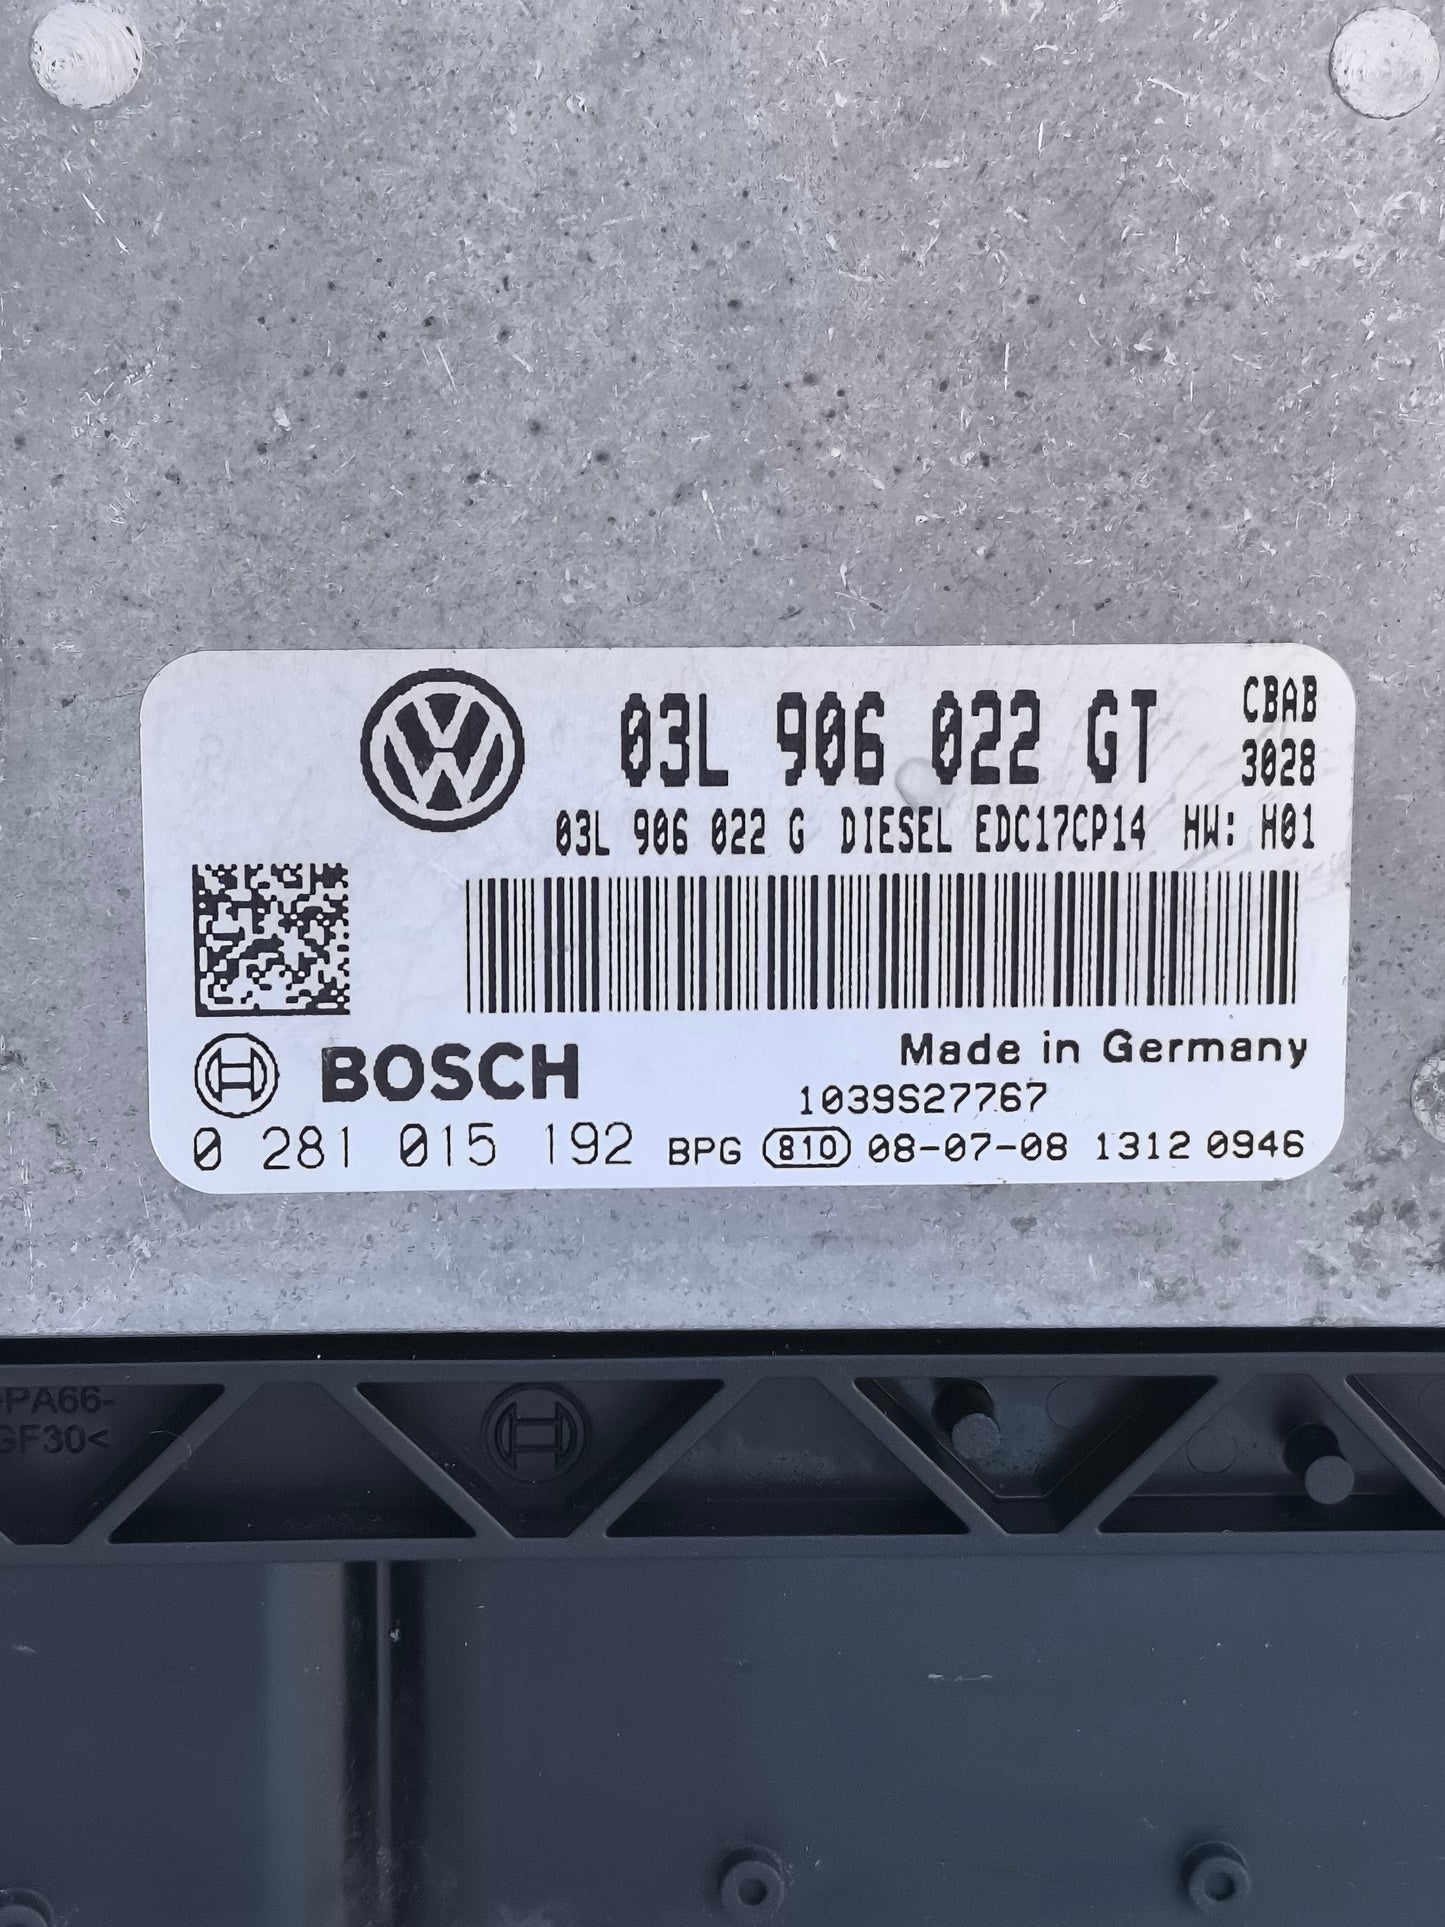 03L 906 022 GT CBAB
3028
03L 906 022 G DIESEL EDC17CP14 HW: H01
BOSCH
Made in Germany
1039S27767
0 281 015 192 BPG 810 08-07-08 1312 0946
>PA66-
GF30<